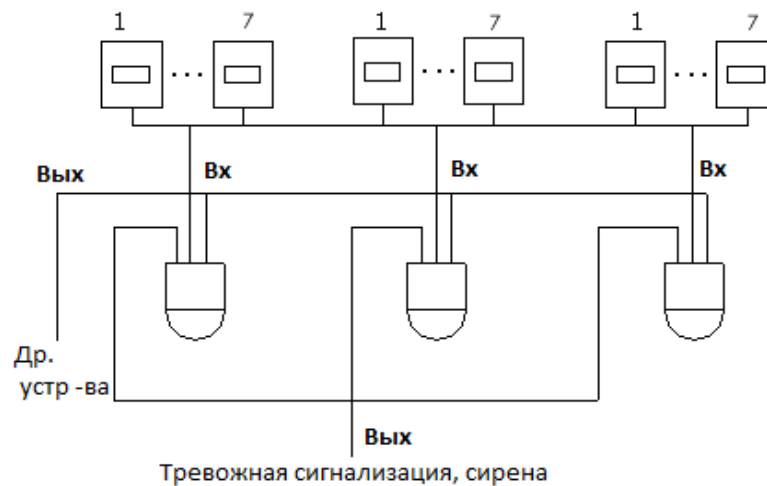 1 7 1 7 1 7
Вх Вх Вх
Вых
Др.
устр -ва
Вых
Тревожная сигнализация, сирена